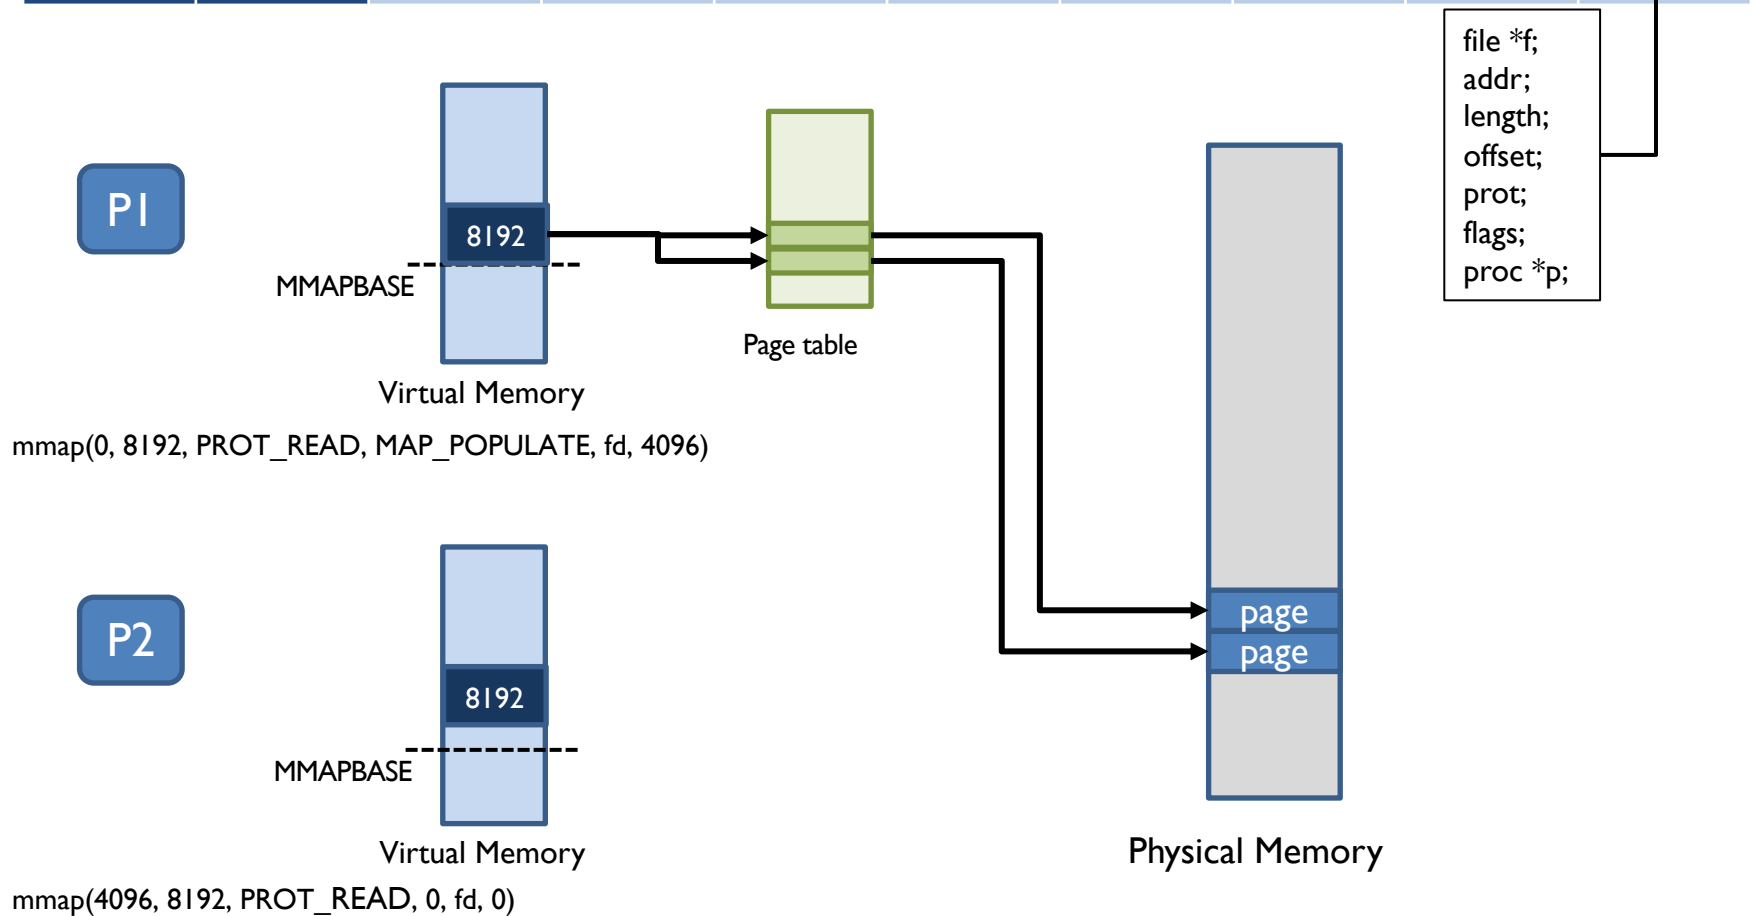 file *f;
addr;
length;
offset;
prot;
flags;
proc *p;
P1
8192
MMAPBASE
Page table
Virtual Memory
mmap(0, 8192, PROT_READ, MAP_POPULATE, fd, 4096)
page
page
P2
8192
MMAPBASE
Virtual Memory
Physical Memory
mmap(4096, 8192, PROT_READ, 0, fd, 0)